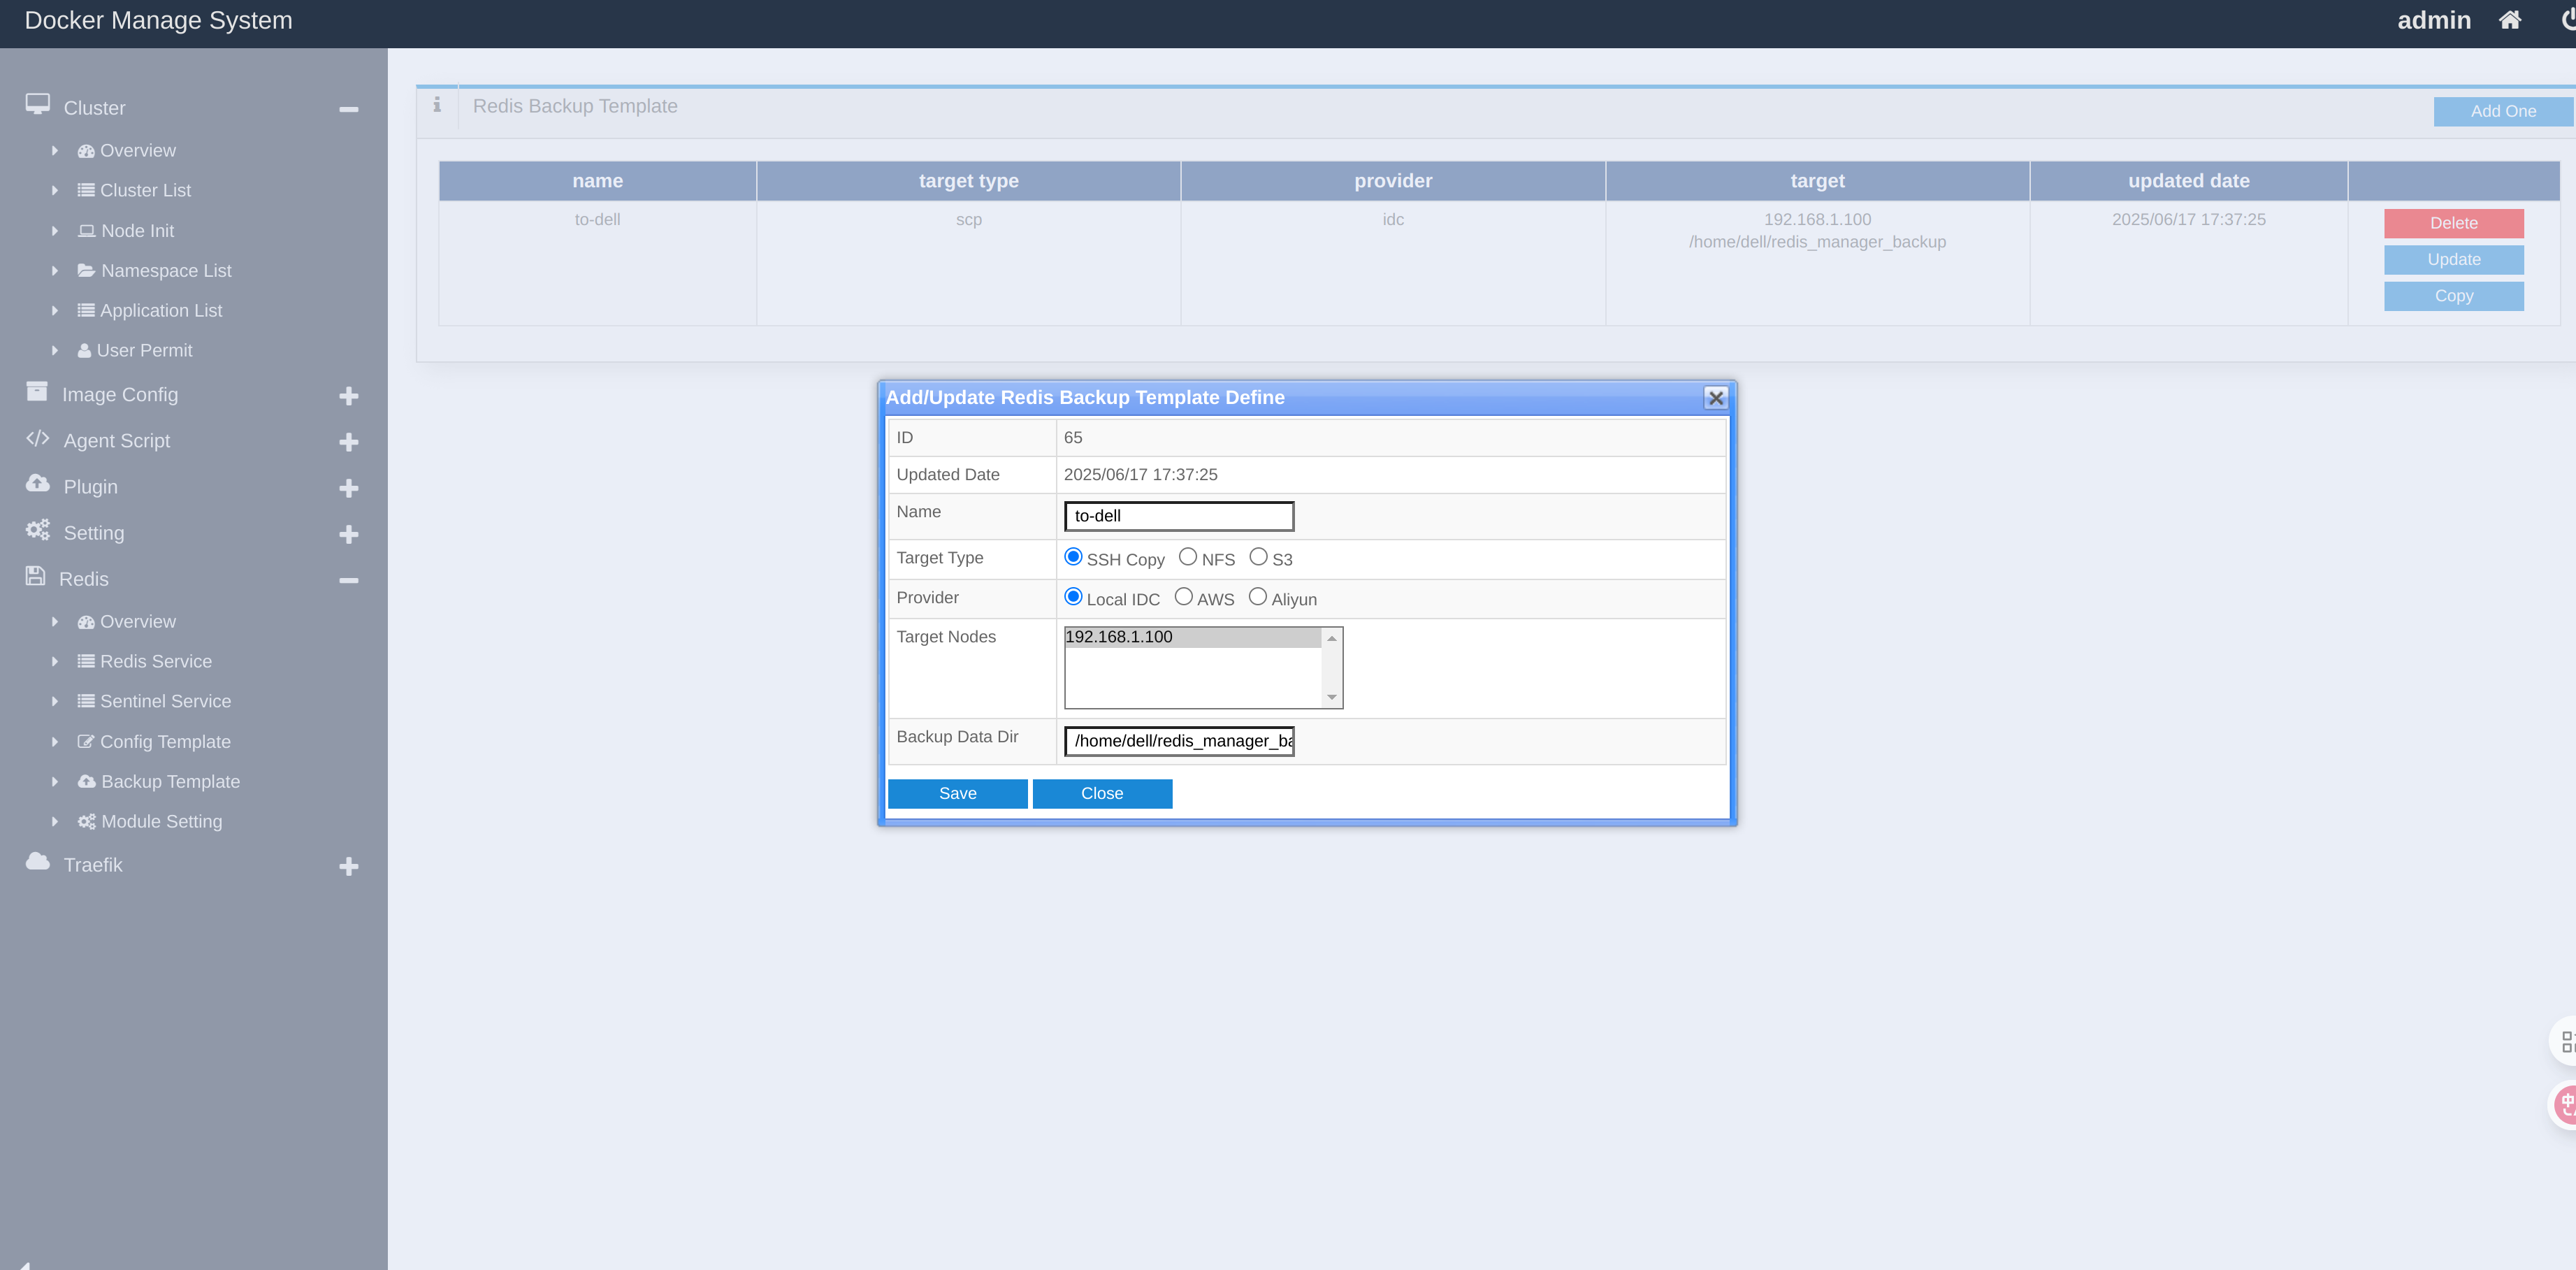 Docker Manage System
admin
Cluster
Overview
Cluster List
Node Init
Namespace List
Application List
User Permit
Image Config
Agent Script
Plugin
Setting
Redis
Overview
Redis Service
Sentinel Service
Config Template
Backup Template
Module Setting
Traefik
Redis Backup Template
Add One
name target type provider target updated date
to-dell scp idc 192.168.1.100 2025/06/17 17:37:25
/home/dell/redis_manager_backup
Delete
Update
Copy
Add/Update Redis Backup Template Define
ID 65
Updated Date 2025/06/17 17:37:25
Name to-dell
Target Type SSH Copy NFS S3
Provider Local IDC AWS Aliyun
Target Nodes 192.168.1.100
Backup Data Dir /home/dell/redis_manager_ba
Save Close
中